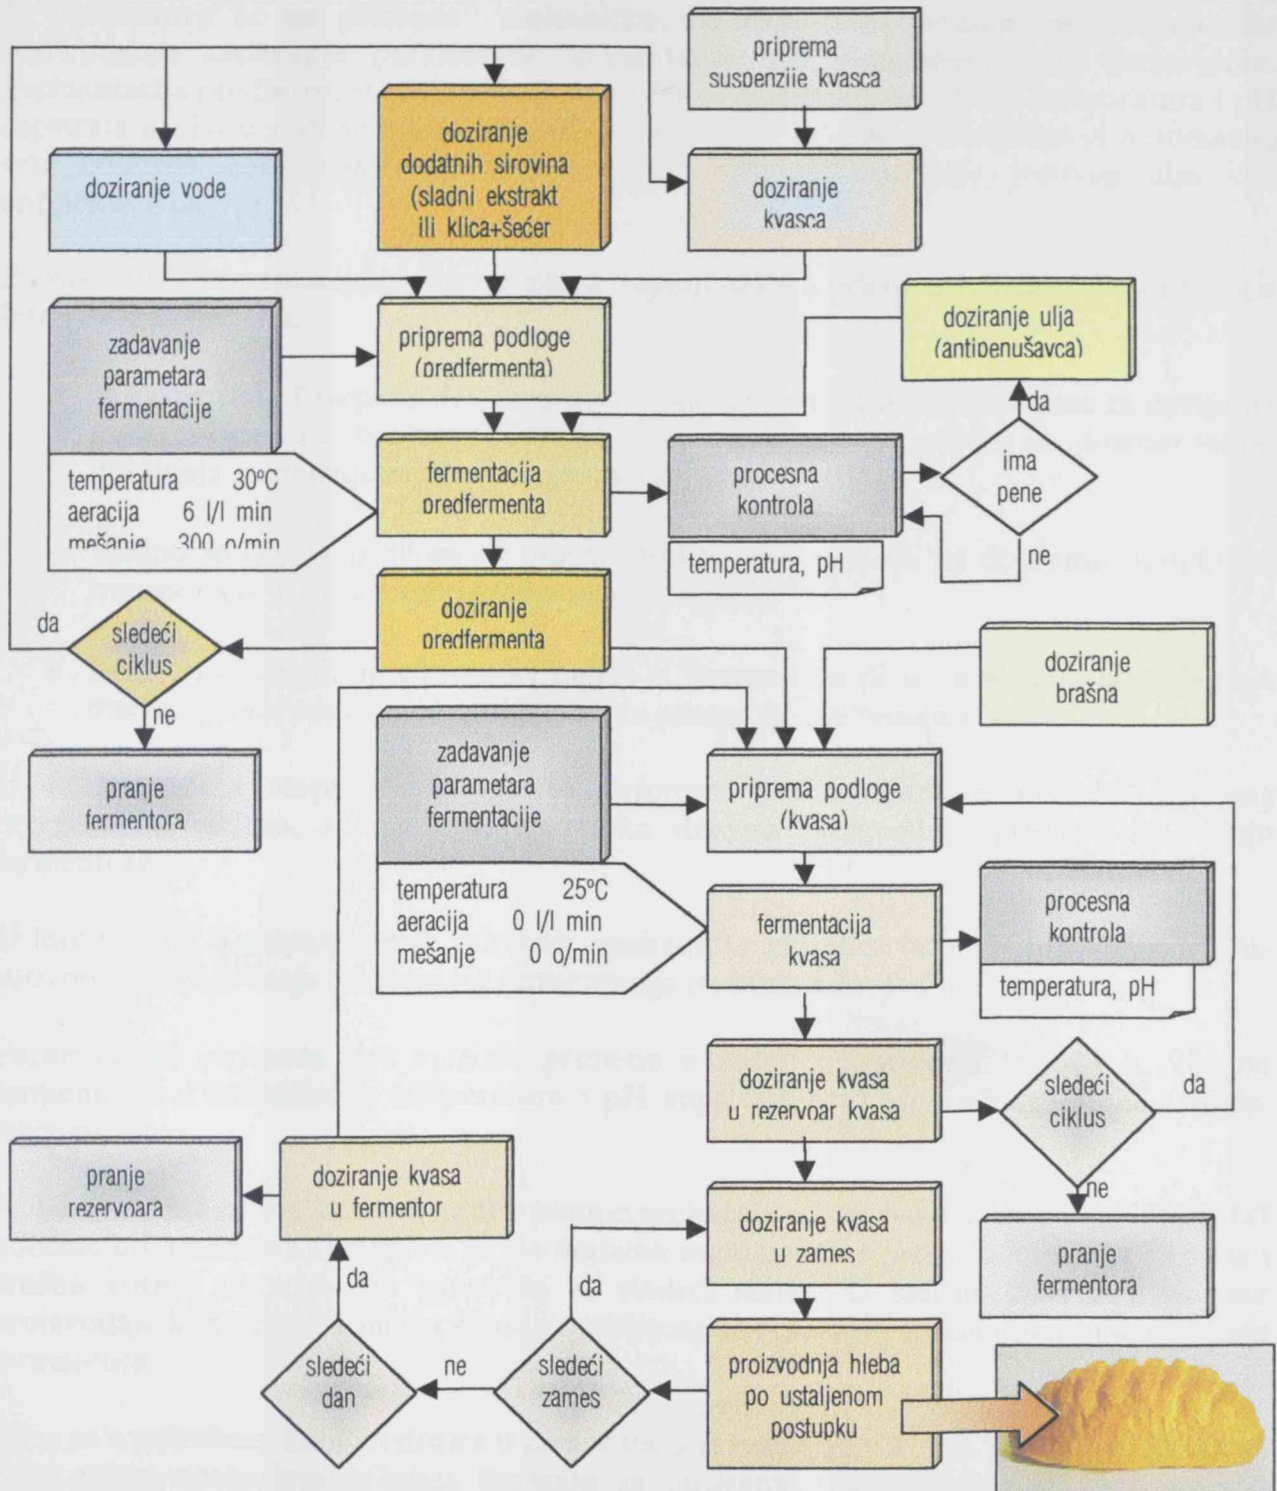 priprema
suspenzije kvasca
doziranje vode
doziranje
dodatnih sirovina
(sladni ekstrakt
ili klica+šećer
doziranje
kvasca
zadavanje
parametara
fermentacije
temperatura 30ºC
aeracija 6 l/l min
mešanje 300 o/min
priprema podloge
(predfermenta)
doziranje ulja
(antipenušavca)
da
fermentacija
predfermenta
procesna
kontrola
temperatura, pH
ima
pene
ne
doziranje
predfermenta
da
sledeći
ciklus
ne
pranje
fermentora
doziranje
brašna
zadavanje
parametara
fermentacije
temperatura 25ºC
aeracija 0 l/l min
mešanje 0 o/min
priprema podloge
(kvasa)
fermentacija
kvasa
procesna
kontrola
temperatura, pH
doziranje kvasa
u rezervoar kvasa
sledeći
ciklus
da
ne
pranje
fermentora
pranje
rezervoara
doziranje kvasa
u fermentor
doziranje kvasa
u zames
da
da
sledeći
dan
ne
sledeći
zames
proizvodnja hleba
po ustaljenom
postupku